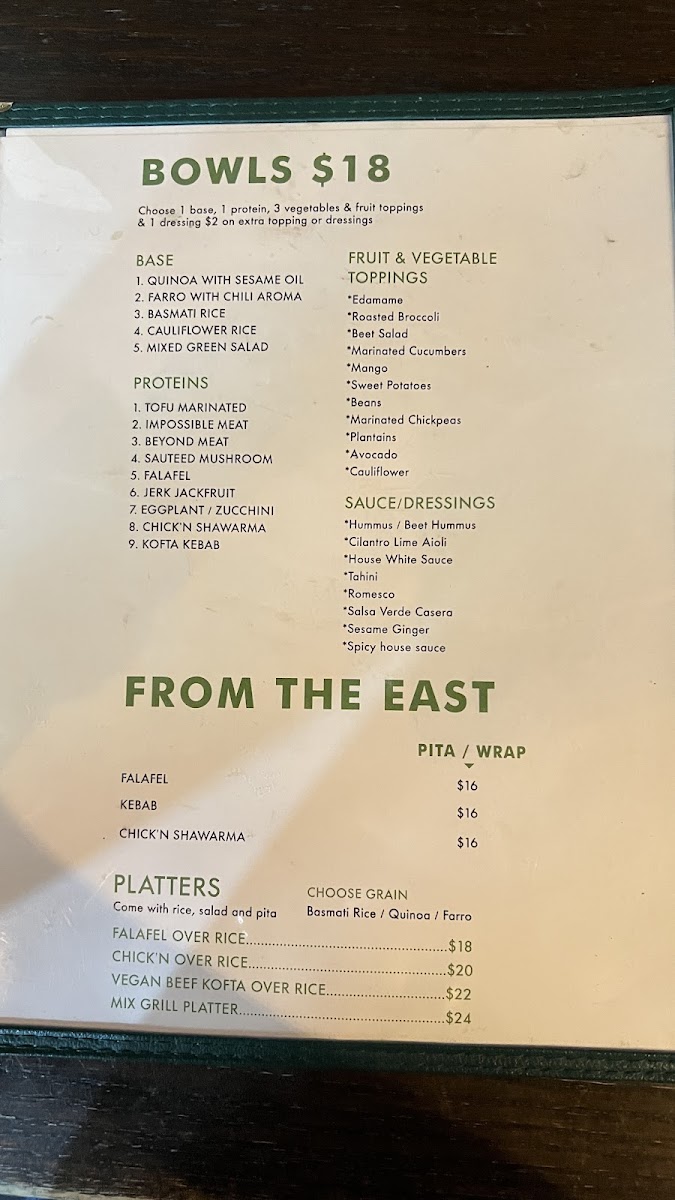 BOWLS $18
Choose 1 base, 1 protein, 3 vegetables & fruit toppings
& 1 dressing $2 on extra topping or dressings
BASE
1. QUINOA WITH SESAME OIL
2. FARRO WITH CHILI AROMA
3. BASMATI RICE
4. CAULIFLOWER RICE
5. MIXED GREEN SALAD
PROTEINS
1. TOFU MARINATED
2. IMPOSSIBLE MEAT
3. BEYOND MEAT
4. SAUTEED MUSHROOM
5. FALAFEL
6. JERK JACKFRUIT
7. EGGPLANT / ZUCCHINI
8. CHICK'N SHAWARMA
9. KOFTA KEBAB
FRUIT & VEGETABLE
TOPPINGS
*Edamame
*Roasted Broccoli
*Beet Salad
*Marinated Cucumbers
*Mango
*Sweet Potatoes
*Beans
*Marinated Chickpeas
*Plantains
*Avocado
*Cauliflower
SAUCE/DRESSINGS
*Hummus / Beet Hummus
*Cilantro Lime Aioli
*House White Sauce
*Tahini
*Romesco
*Salsa Verde Casera
*Sesame Ginger
*Spicy house sauce
FROM THE EAST
PITA / WRAP
FALAFEL $16
KEBAB $16
CHICK'N SHAWARMA $16
PLATTERS
Come with rice, salad and pita
CHOOSE GRAIN
Basmati Rice / Quinoa / Farro
FALAFEL OVER RICE...................................................$18
CHICK'N OVER RICE..................................................$20
VEGAN BEEF KOFTA OVER RICE..............................$22
MIX GRILL PLATTER....................................................$24